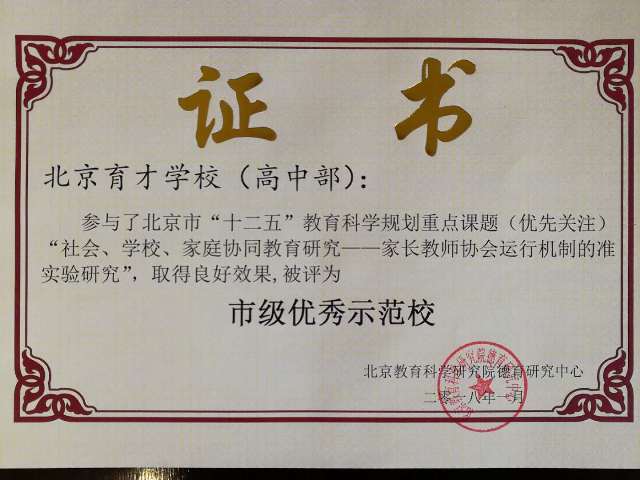 证书
北京育才学校（高中部）：
参与了北京市“十二五”教育科学规划重点课题（优先关注）
“社会、学校、家庭协同教育研究——家长教师协会运行机制的准
实验研究”，取得良好效果,被评为
市级优秀示范校
北京教育科学研究院德育研究中心
二零一八年一月